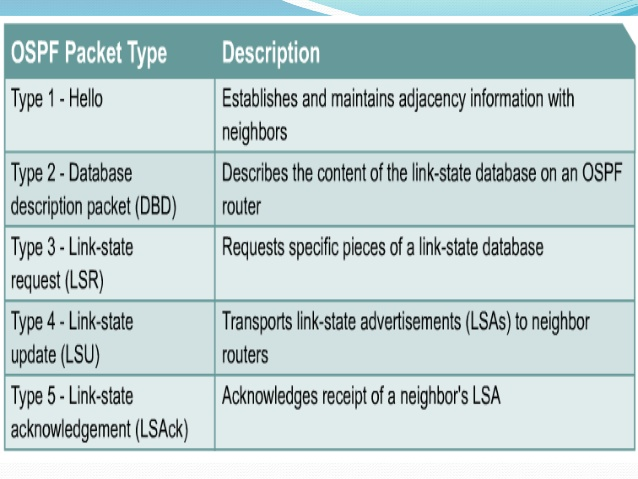 OSPF Packet Type Description
Type 1 - Hello Establishes and maintains adjacency information with
neighbors
Type 2 - Database Describes the content of the link-state database on an OSPF
description packet (DBD) router
Type 3 - Link-state Requests specific pieces of a link-state database
request (LSR)
Type 4 - Link-state Transports link-state advertisements (LSAs) to neighbor
update (LSU) routers
Type 5 - Link-state Acknowledges receipt of a neighbor's LSA
acknowledgement (LSAck)